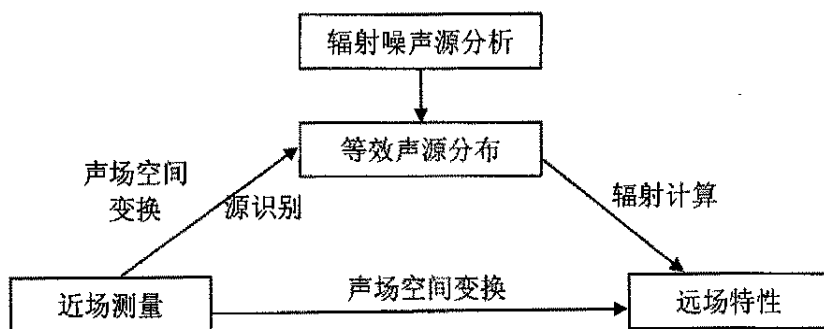 辐射噪声源分析
等效声源分布
声场空间
变换
源识别
辐射计算
近场测量
声场空间变换
远场特性